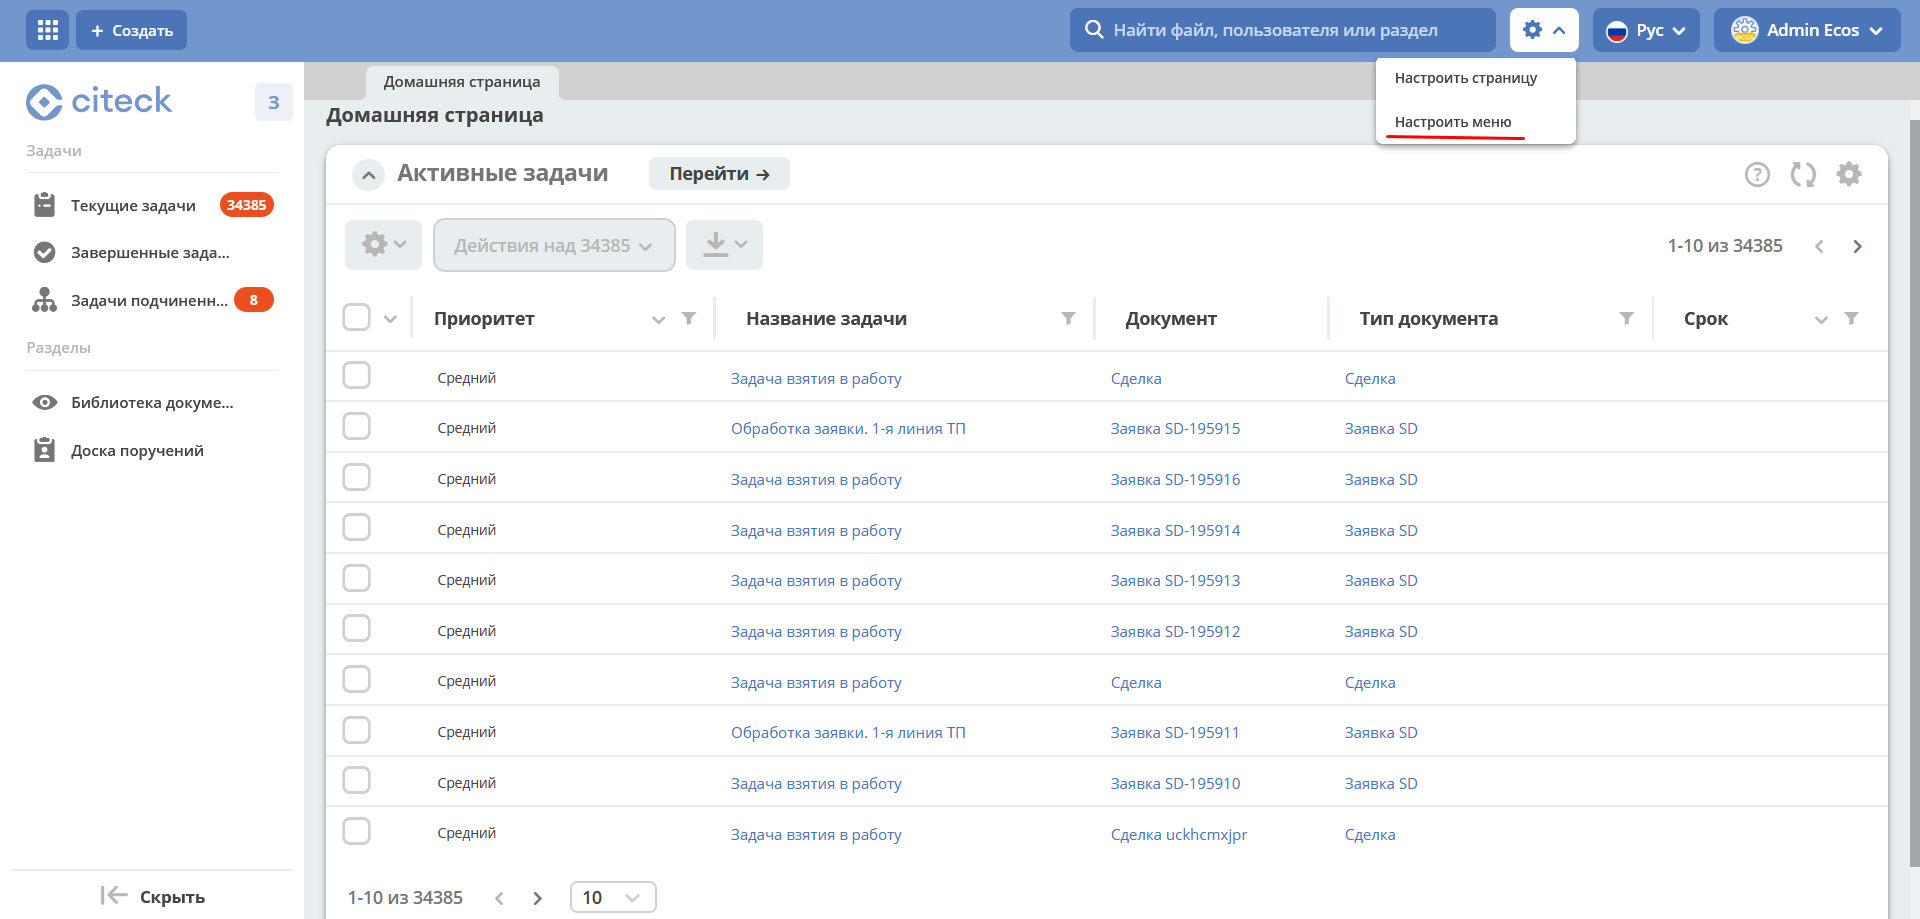 + Создать
Найти файл, пользователя или раздел
Рус
Admin Ecos
Настроить страницу
Настроить меню
citeck
3
Задачи
Текущие задачи 34385
Завершенные зада...
Задачи подчиненн... 8
Разделы
Библиотека докуме...
Доска поручений
Скрыть
Домашняя страница
Домашняя страница
Активные задачи
Перейти →
?
Действия над 34385
1-10 из 34385
Приоритет Название задачи Документ Тип документа Срок
Средний Задача взятия в работу Сделка Сделка
Средний Обработка заявки. 1-я линия ТП Заявка SD-195915 Заявка SD
Средний Задача взятия в работу Заявка SD-195916 Заявка SD
Средний Задача взятия в работу Заявка SD-195914 Заявка SD
Средний Задача взятия в работу Заявка SD-195913 Заявка SD
Средний Задача взятия в работу Заявка SD-195912 Заявка SD
Средний Задача взятия в работу Сделка Сделка
Средний Обработка заявки. 1-я линия ТП Заявка SD-195911 Заявка SD
Средний Задача взятия в работу Заявка SD-195910 Заявка SD
Средний Задача взятия в работу Сделка uckhcmxjpr Сделка
1-10 из 34385
10